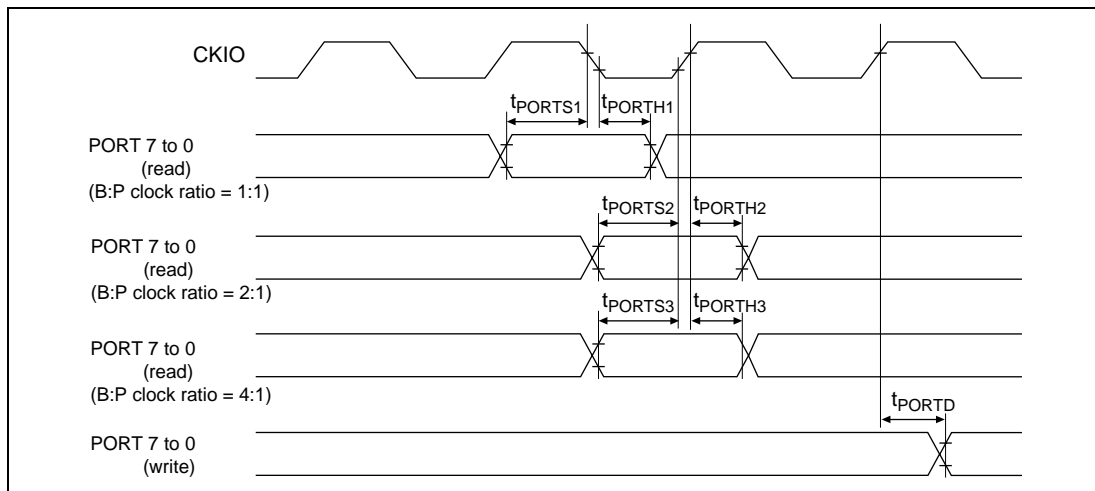 CKIO
tPORTS1
tPORTH1
PORT 7 to 0
(read)
(B:P clock ratio = 1:1)
tPORTS2
tPORTH2
PORT 7 to 0
(read)
(B:P clock ratio = 2:1)
tPORTS3
tPORTH3
PORT 7 to 0
(read)
(B:P clock ratio = 4:1)
tPORTD
PORT 7 to 0
(write)